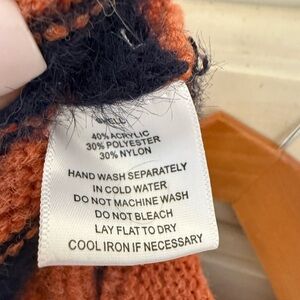 SHELL
40% ACRYLIC
30% POLYESTER
30% NYLON
HAND WASH SEPARATELY
IN COLD WATER
DO NOT MACHINE WASH
DO NOT BLEACH
LAY FLAT TO DRY
COOL IRON IF NECESSARY